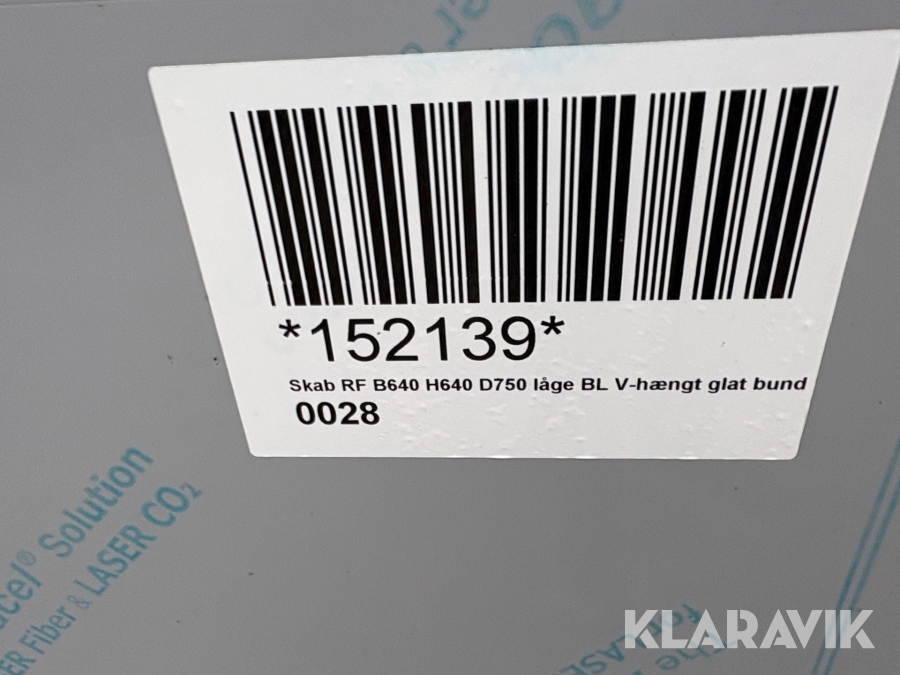 *152139*
Skab RF B640 H640 D750 låge BL V-hængt glat bund
0028
Solution
Fiber & LASER CO₂
KLARAVIK